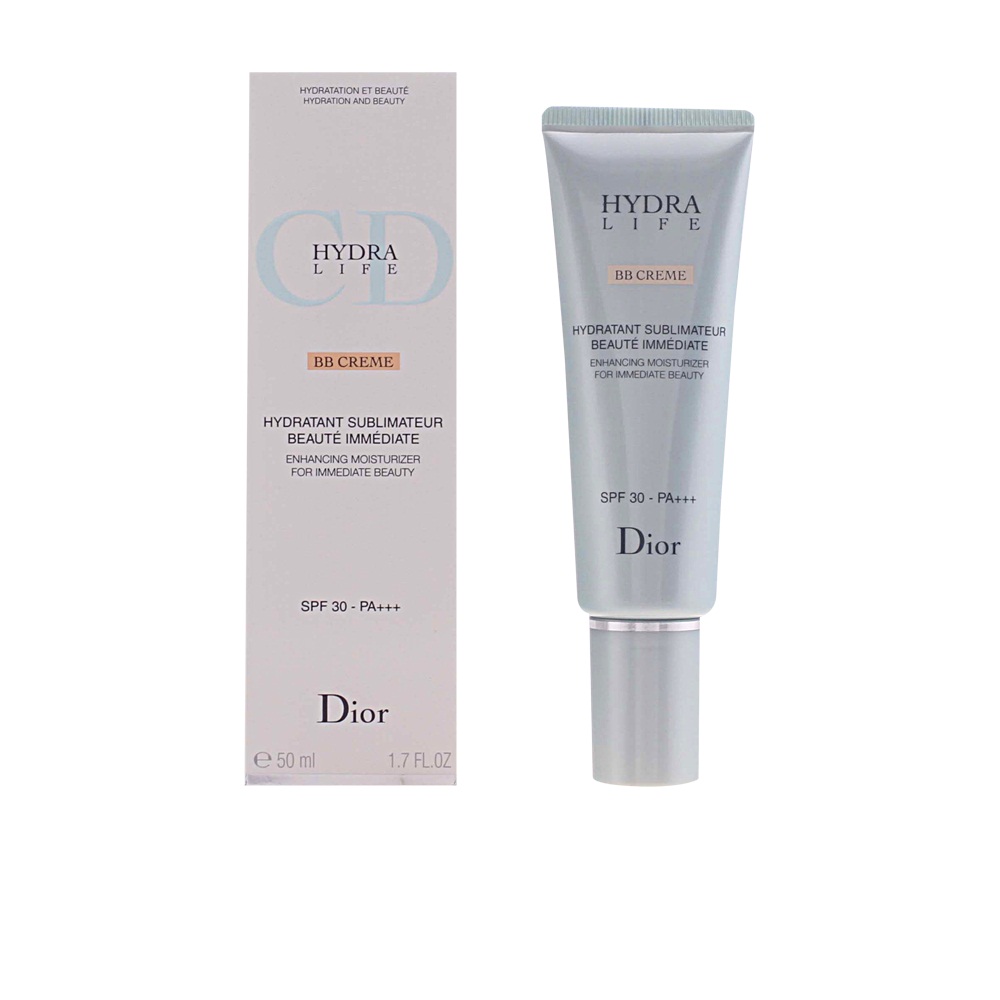 HYDRATATION ET BEAUTÉ
HYDRATION AND BEAUTY
CD
HYDRA
LIFE
BB CREME
HYDRATANT SUBLIMATEUR
BEAUTÉ IMMÉDIATE
ENHANCING MOISTURIZER
FOR IMMEDIATE BEAUTY
SPF 30 - PA+++
Dior
℮ 50 ml 1.7 FL.OZ
HYDRA
LIFE
BB CREME
HYDRATANT SUBLIMATEUR
BEAUTÉ IMMÉDIATE
ENHANCING MOISTURIZER
FOR IMMEDIATE BEAUTY
SPF 30 - PA+++
Dior